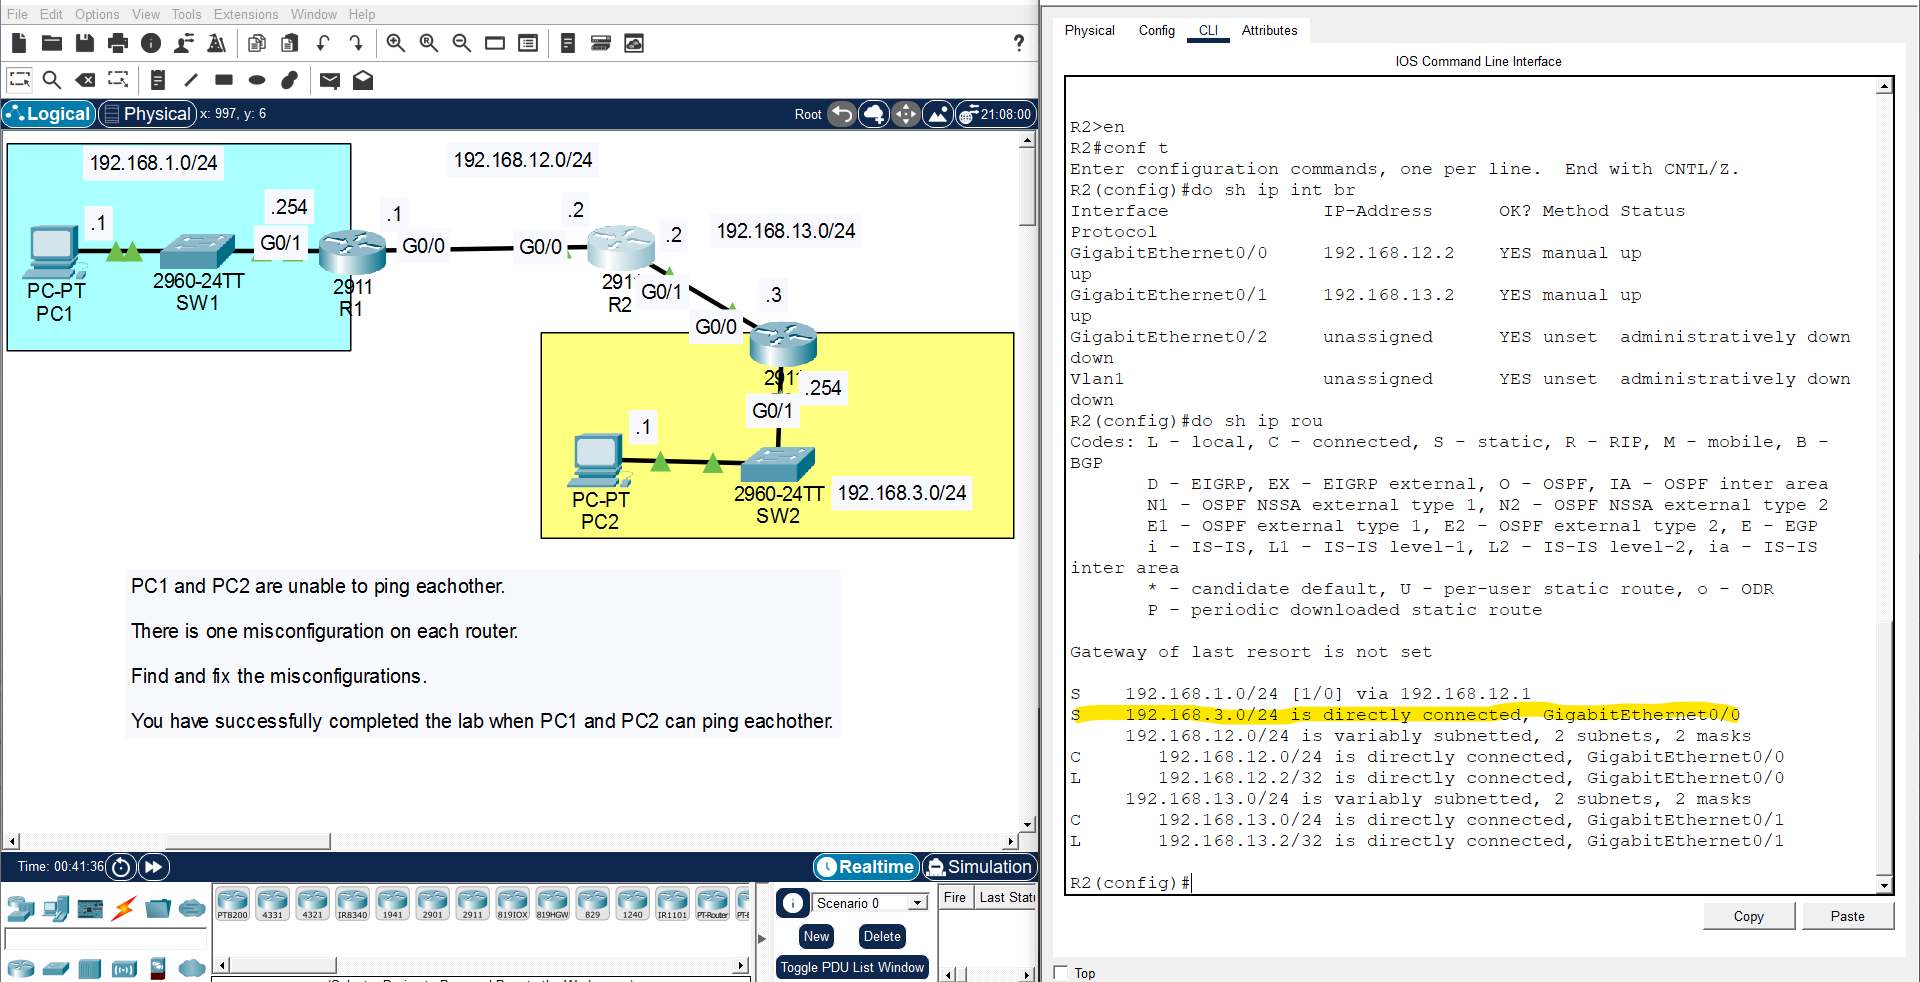 File Edit Options View Tools Extensions Window Help
?
Logical Physical x: 997, y: 6
Root 21:08:00
192.168.1.0/24
192.168.12.0/24
.1
.254
.1
.2
.2
192.168.13.0/24
G0/1
G0/0
G0/0
PC-PT
PC1
2960-24TT
SW1
2911
R1
291
R2
G0/1
.3
G0/0
291
.254
G0/1
.1
PC-PT
PC2
2960-24TT
SW2
192.168.3.0/24
PC1 and PC2 are unable to ping eachother.
There is one misconfiguration on each router.
Find and fix the misconfigurations.
You have successfully completed the lab when PC1 and PC2 can ping eachother.
Time: 00:41:36
Realtime Simulation
PT8200 4331 4321 IR8340 1941 2901 2911 819IOX 819HGW 829 1240 IR1101 PT-Router PT-E
Scenario 0
New Delete
Toggle PDU List Window
Fire Last Statu
Physical Config CLI Attributes
IOS Command Line Interface
R2>en
R2#conf t
Enter configuration commands, one per line. End with CNTL/Z.
R2(config)#do sh ip int br
Interface IP-Address OK? Method Status
Protocol
GigabitEthernet0/0 192.168.12.2 YES manual up
up
GigabitEthernet0/1 192.168.13.2 YES manual up
up
GigabitEthernet0/2 unassigned YES unset administratively down
down
Vlan1 unassigned YES unset administratively down
down
R2(config)#do sh ip rou
Codes: L - local, C - connected, S - static, R - RIP, M - mobile, B -
BGP
D - EIGRP, EX - EIGRP external, O - OSPF, IA - OSPF inter area
N1 - OSPF NSSA external type 1, N2 - OSPF NSSA external type 2
E1 - OSPF external type 1, E2 - OSPF external type 2, E - EGP
i - IS-IS, L1 - IS-IS level-1, L2 - IS-IS level-2, ia - IS-IS
inter area
* - candidate default, U - per-user static route, o - ODR
P - periodic downloaded static route
Gateway of last resort is not set
S 192.168.1.0/24 [1/0] via 192.168.12.1
S 192.168.3.0/24 is directly connected, GigabitEthernet0/0
192.168.12.0/24 is variably subnetted, 2 subnets, 2 masks
C 192.168.12.0/24 is directly connected, GigabitEthernet0/0
L 192.168.12.2/32 is directly connected, GigabitEthernet0/0
192.168.13.0/24 is variably subnetted, 2 subnets, 2 masks
C 192.168.13.0/24 is directly connected, GigabitEthernet0/1
L 192.168.13.2/32 is directly connected, GigabitEthernet0/1
R2(config)#
Copy Paste
Top